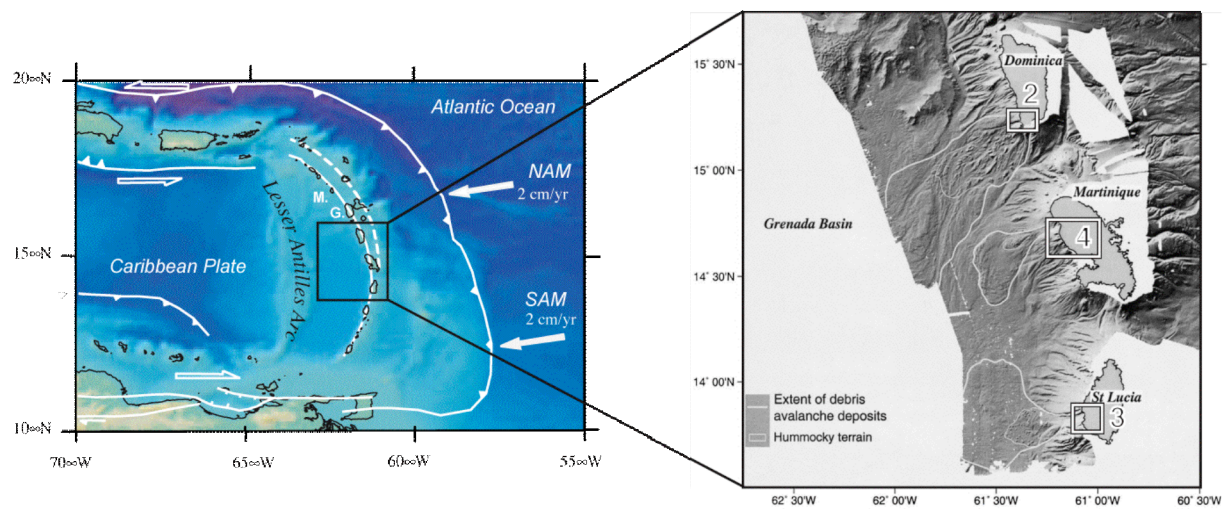 20∞N
15∞N
10∞N
70∞W
65∞W
60∞W
55∞W
Atlantic Ocean
NAM
2 cm/yr
M.
G.
Lesser Antilles Arc
Caribbean Plate
SAM
2 cm/yr
15° 30'N
15° 00'N
14° 30'N
14° 00'N
Dominica
2
Martinique
4
Grenada Basin
St Lucia
3
Extent of debris
avalanche deposits
Hummocky terrain
62° 30'W
62° 00'W
61° 30'W
61° 00'W
60° 30'W